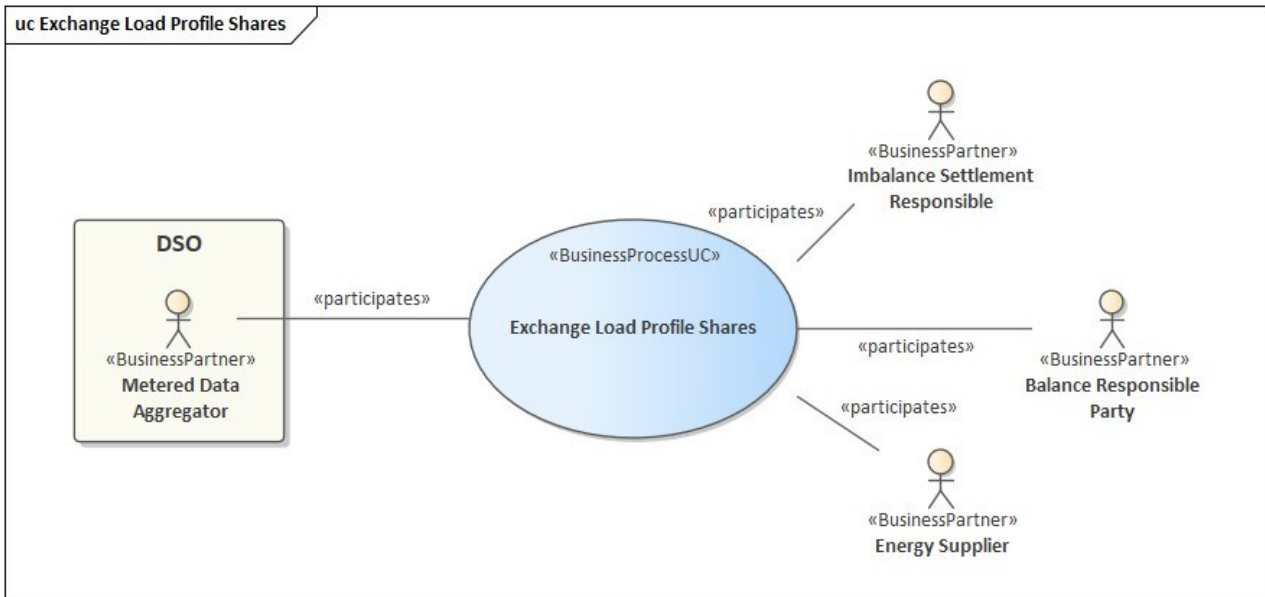 uc Exchange Load Profile Shares
«BusinessPartner»
Imbalance Settlement
Responsible
«participates»
DSO
«BusinessProcessUC»
«participates»
Exchange Load Profile Shares
«participates»
«BusinessPartner»
Metered Data
Aggregator
«BusinessPartner»
Balance Responsible
Party
«participates»
«BusinessPartner»
Energy Supplier